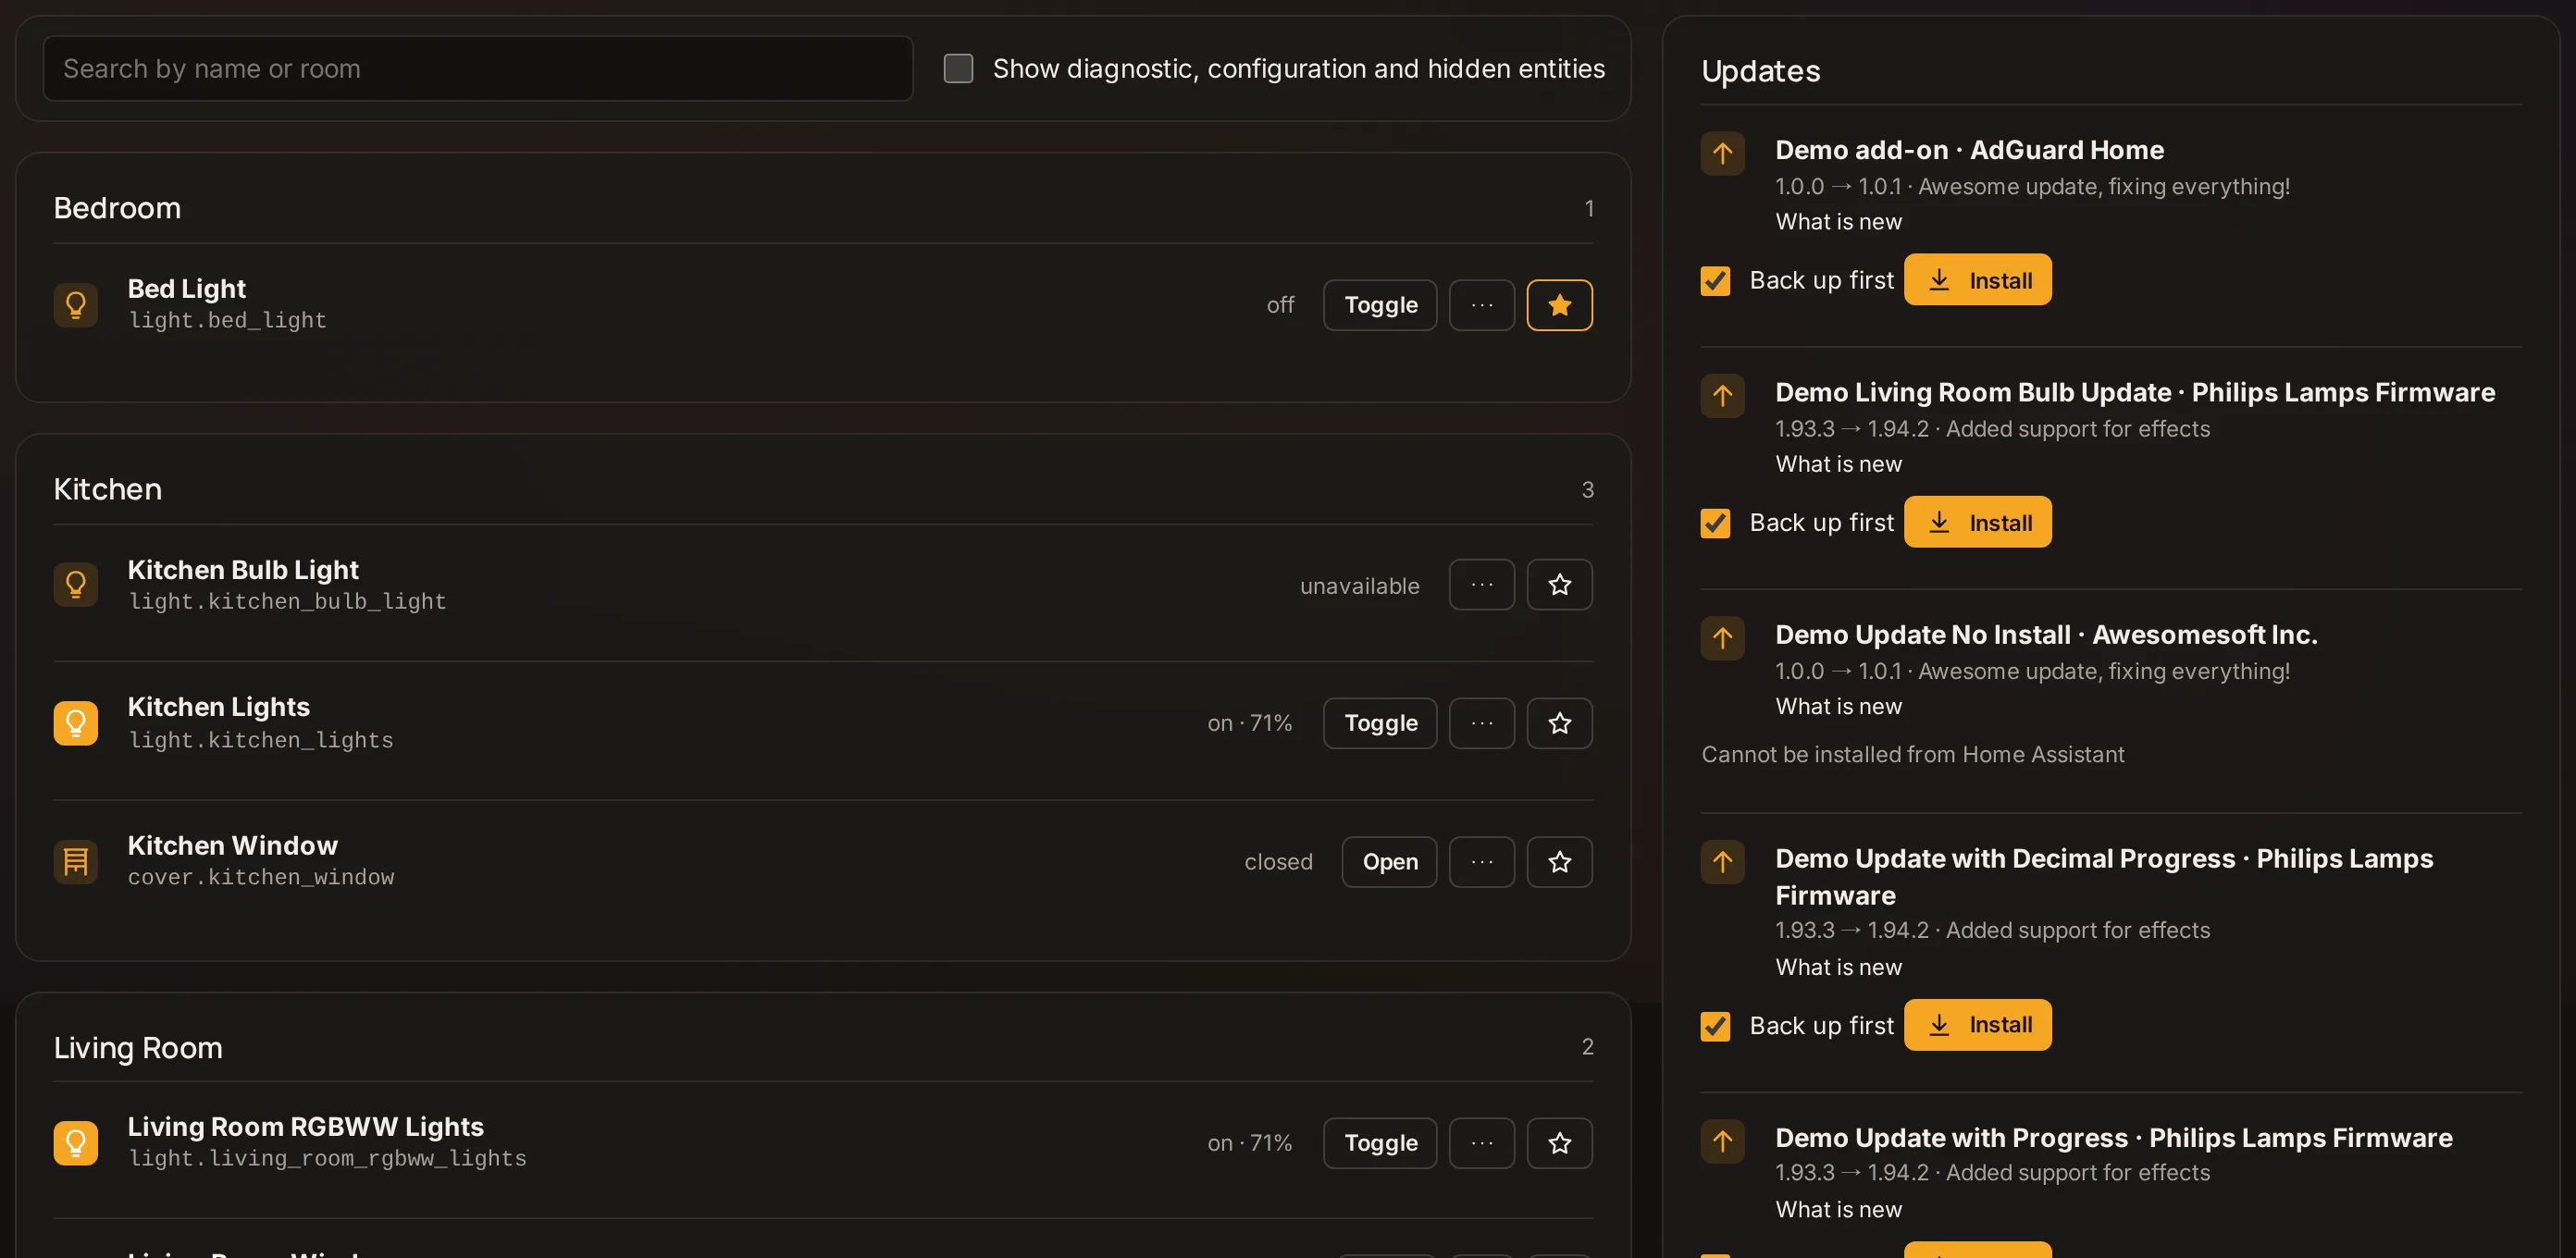 Search by name or room
Show diagnostic, configuration and hidden entities
Bedroom
1
Bed Light
light.bed_light
off
Toggle
...
Kitchen
3
Kitchen Bulb Light
light.kitchen_bulb_light
unavailable
...
Kitchen Lights
light.kitchen_lights
on · 71%
Toggle
...
Kitchen Window
cover.kitchen_window
closed
Open
...
Living Room
2
Living Room RGBWW Lights
light.living_room_rgbww_lights
on · 71%
Toggle
...
Updates
Demo add-on · AdGuard Home
1.0.0 → 1.0.1 · Awesome update, fixing everything!
What is new
Back up first
Install
Demo Living Room Bulb Update · Philips Lamps Firmware
1.93.3 → 1.94.2 · Added support for effects
What is new
Back up first
Install
Demo Update No Install · Awesomesoft Inc.
1.0.0 → 1.0.1 · Awesome update, fixing everything!
What is new
Cannot be installed from Home Assistant
Demo Update with Decimal Progress · Philips Lamps
Firmware
1.93.3 → 1.94.2 · Added support for effects
What is new
Back up first
Install
Demo Update with Progress · Philips Lamps Firmware
1.93.3 → 1.94.2 · Added support for effects
What is new